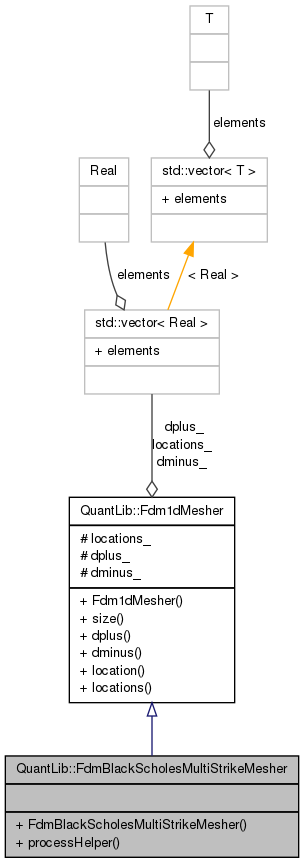 T
elements
Real
std::vector< T >
+ elements
elements
< Real >
std::vector< Real >
+ elements
dplus_
locations_
dminus_
QuantLib::Fdm1dMesher
# locations_
# dplus_
# dminus_
+ Fdm1dMesher()
+ size()
+ dplus()
+ dminus()
+ location()
+ locations()
QuantLib::FdmBlackScholesMultiStrikeMesher
+ FdmBlackScholesMultiStrikeMesher()
+ processHelper()